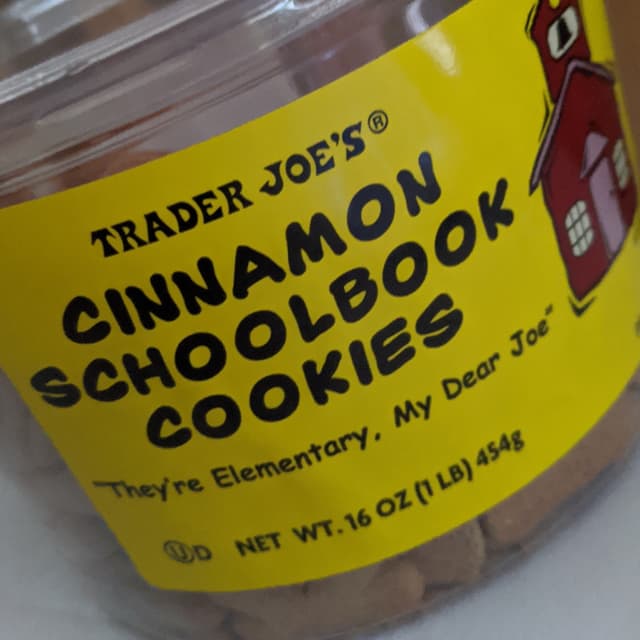 TRADER JOE'S®
CINNAMON
SCHOOLBOOK
COOKIES
"They're Elementary, My Dear Joe"
ⓊD NET WT. 16 OZ (1 LB) 454g